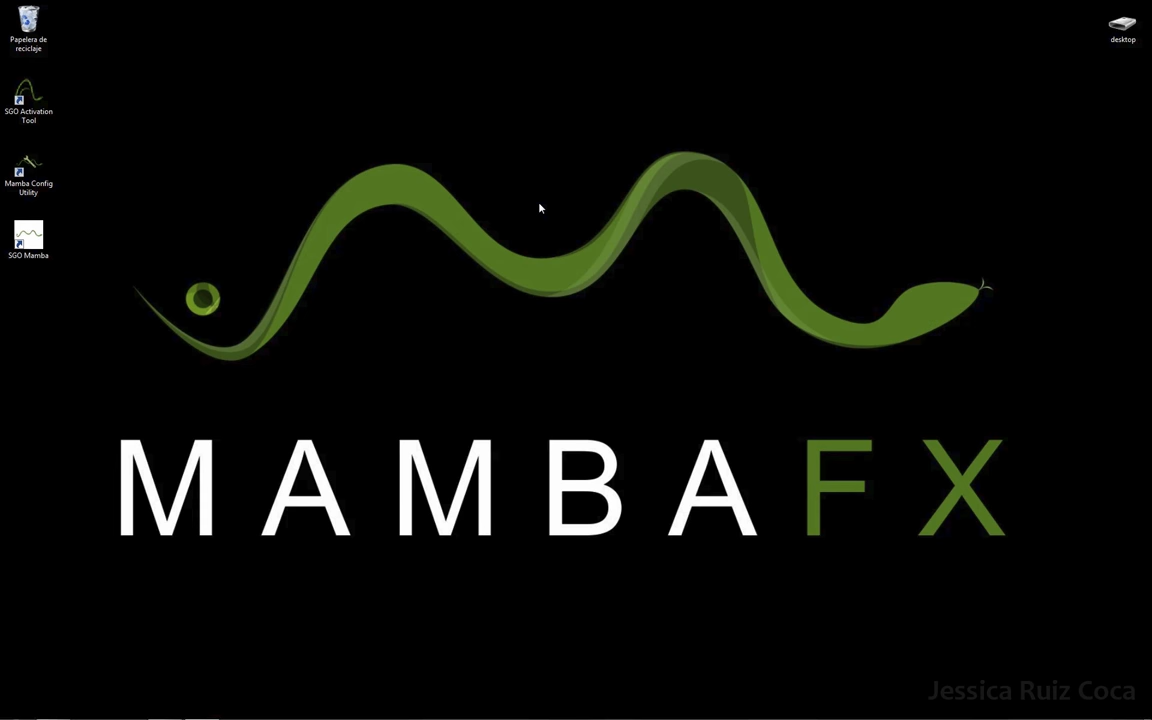 Papelera de
reciclaje
desktop
SGO Activation
Tool
Mamba Config
Utility
SGO Mamba
MAMBAFX
Jessica Ruiz Coca